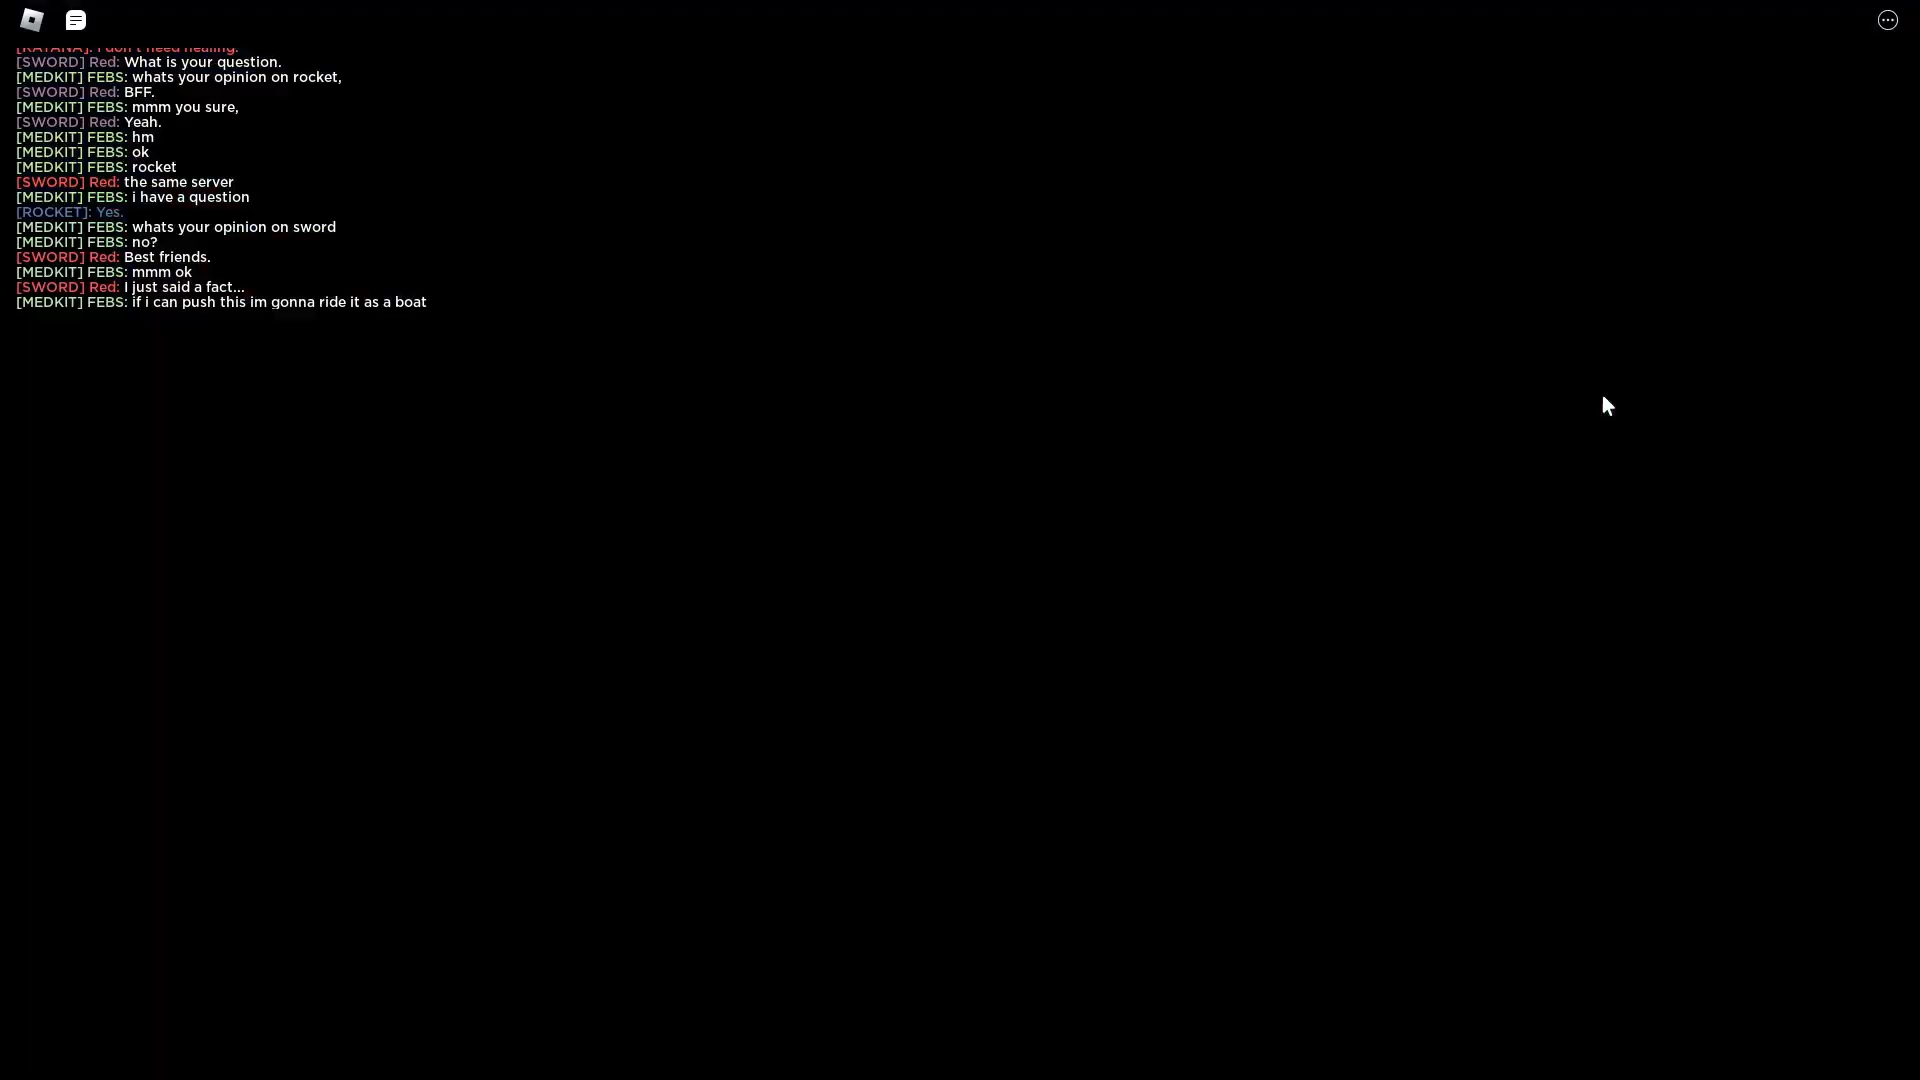 [KATANA]: I don't need healing.
[SWORD] Red: What is your question.
[MEDKIT] FEBS: whats your opinion on rocket,
[SWORD] Red: BFF.
[MEDKIT] FEBS: mmm you sure,
[SWORD] Red: Yeah.
[MEDKIT] FEBS: hm
[MEDKIT] FEBS: ok
[MEDKIT] FEBS: rocket
[SWORD] Red: the same server
[MEDKIT] FEBS: i have a question
[ROCKET]: Yes.
[MEDKIT] FEBS: whats your opinion on sword
[MEDKIT] FEBS: no?
[SWORD] Red: Best friends.
[MEDKIT] FEBS: mmm ok
[SWORD] Red: I just said a fact...
[MEDKIT] FEBS: if i can push this im gonna ride it as a boat